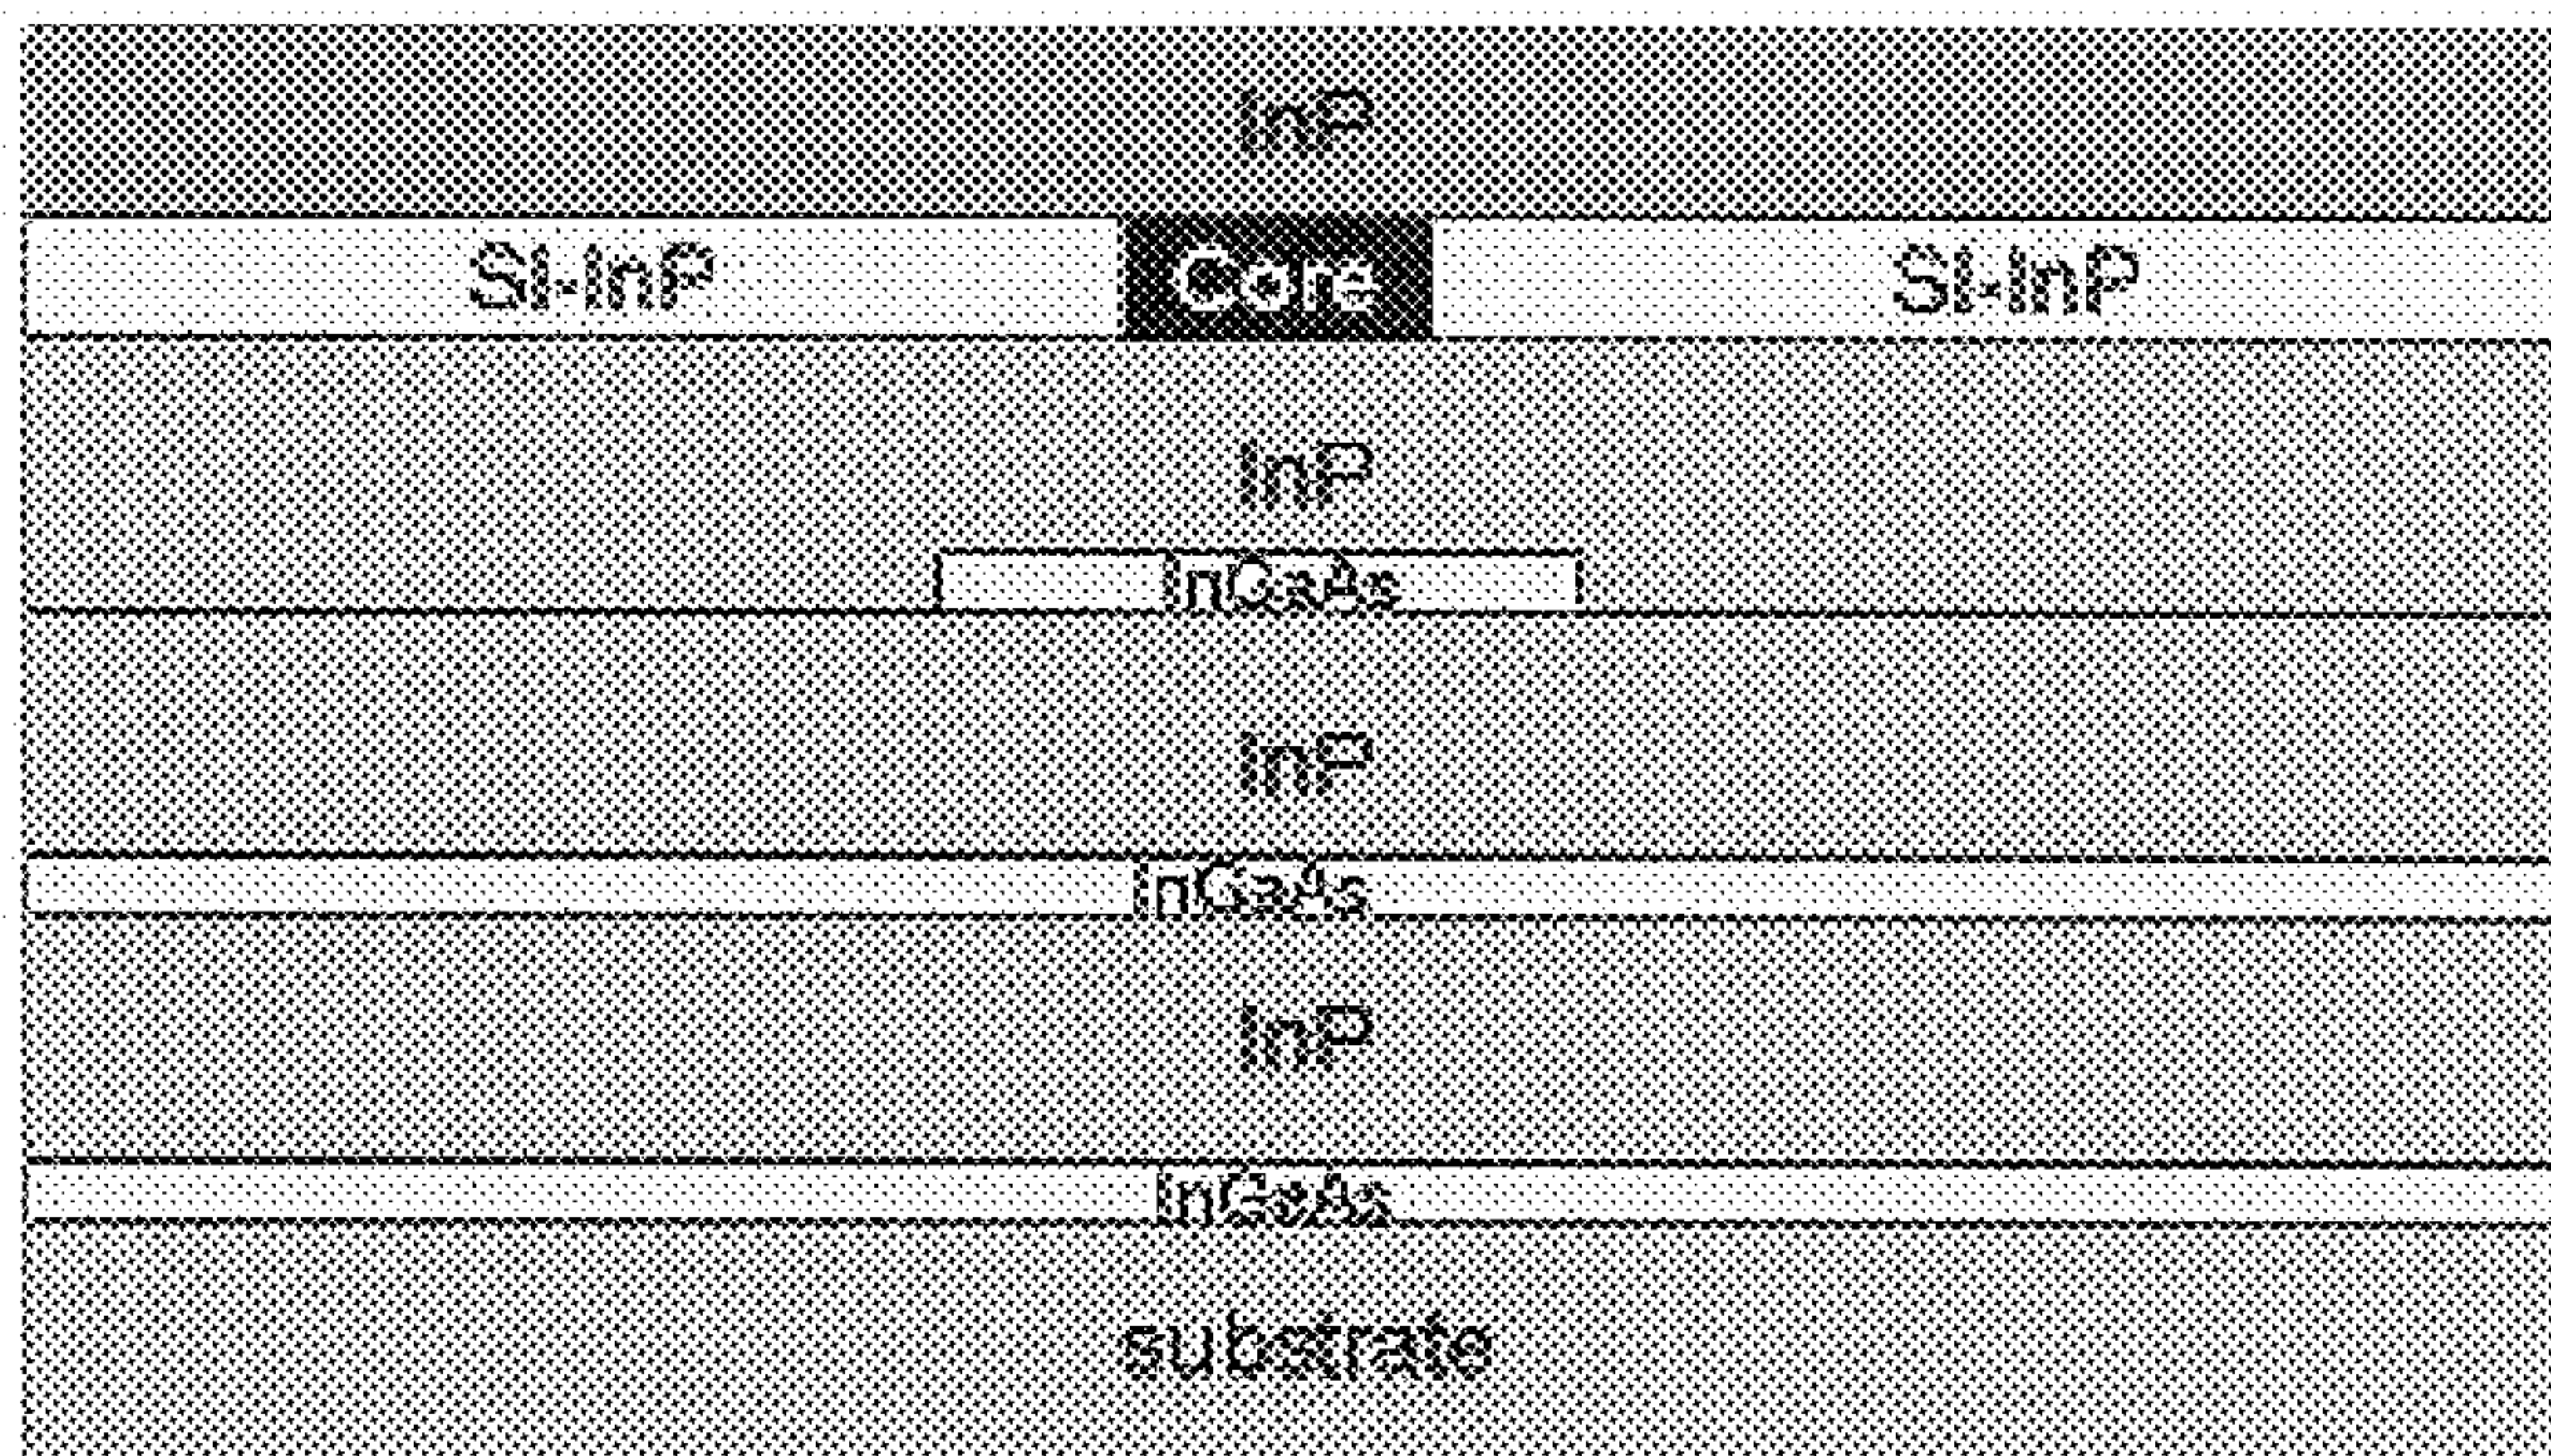 InP
SI-InP Core SI-InP
InP
InGaAs
InP
InGaAs
InP
InGaAs
substrate